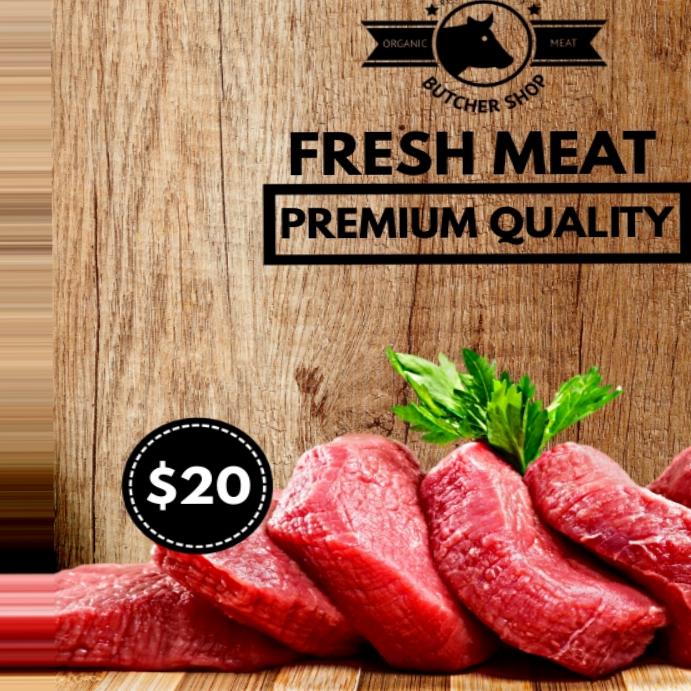 ORGANIC
MEAT
BUTCHER SHOP
FRESH MEAT
PREMIUM QUALITY
$20